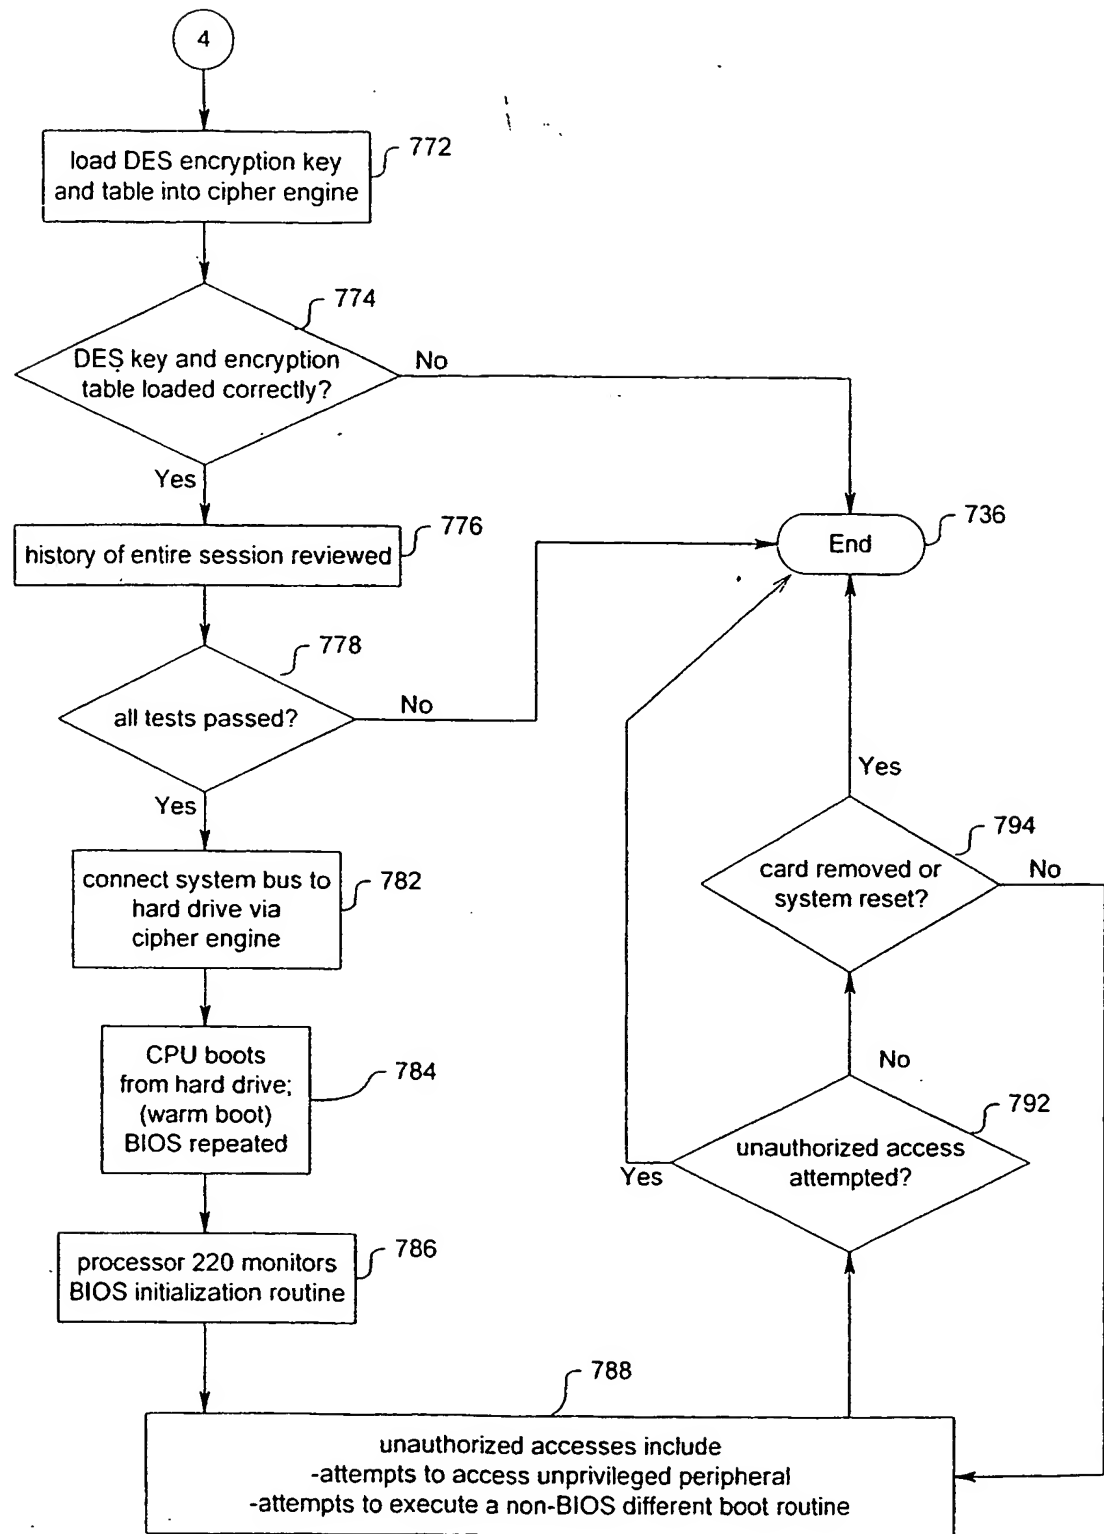 4
load DES encryption key
and table into cipher engine
772
774
DES key and encryption
table loaded correctly?
No
Yes
history of entire session reviewed
776
End
736
778
all tests passed?
No
Yes
connect system bus to
hard drive via
cipher engine
782
CPU boots
from hard drive;
(warm boot)
BIOS repeated
784
processor 220 monitors
BIOS initialization routine
786
788
unauthorized accesses include
-attempts to access unprivileged peripheral
-attempts to execute a non-BIOS different boot routine
792
unauthorized access
attempted?
Yes
No
794
card removed or
system reset?
Yes
No